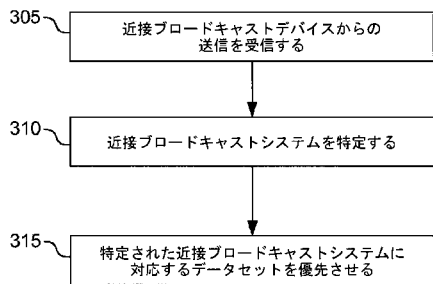 305
近接ブロードキャストデバイスからの
送信を受信する
310
近接ブロードキャストシステムを特定する
315
特定された近接ブロードキャストシステムに
対応するデータセットを優先させる